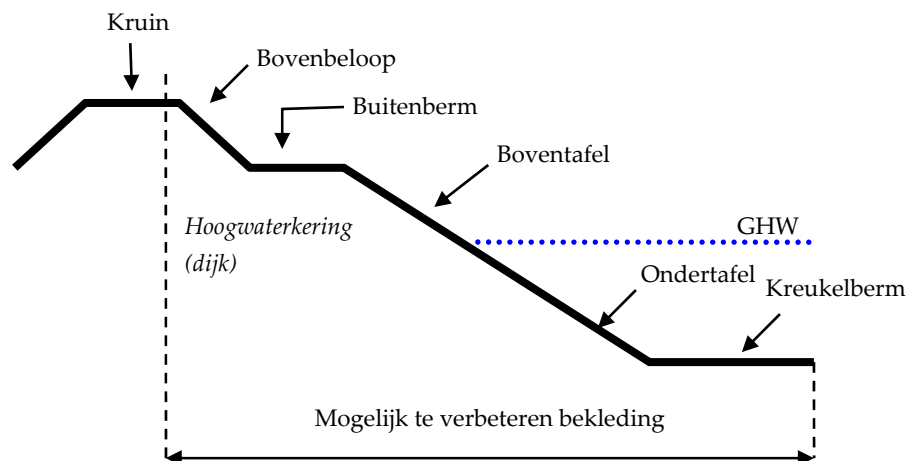 Kruin
Bovenbeloop
Buitenberm
Boventafel
Hoogwaterkering
(dijk)
GHW
Ondertafel
Kreukelberm
Mogelijk te verbeteren bekleding